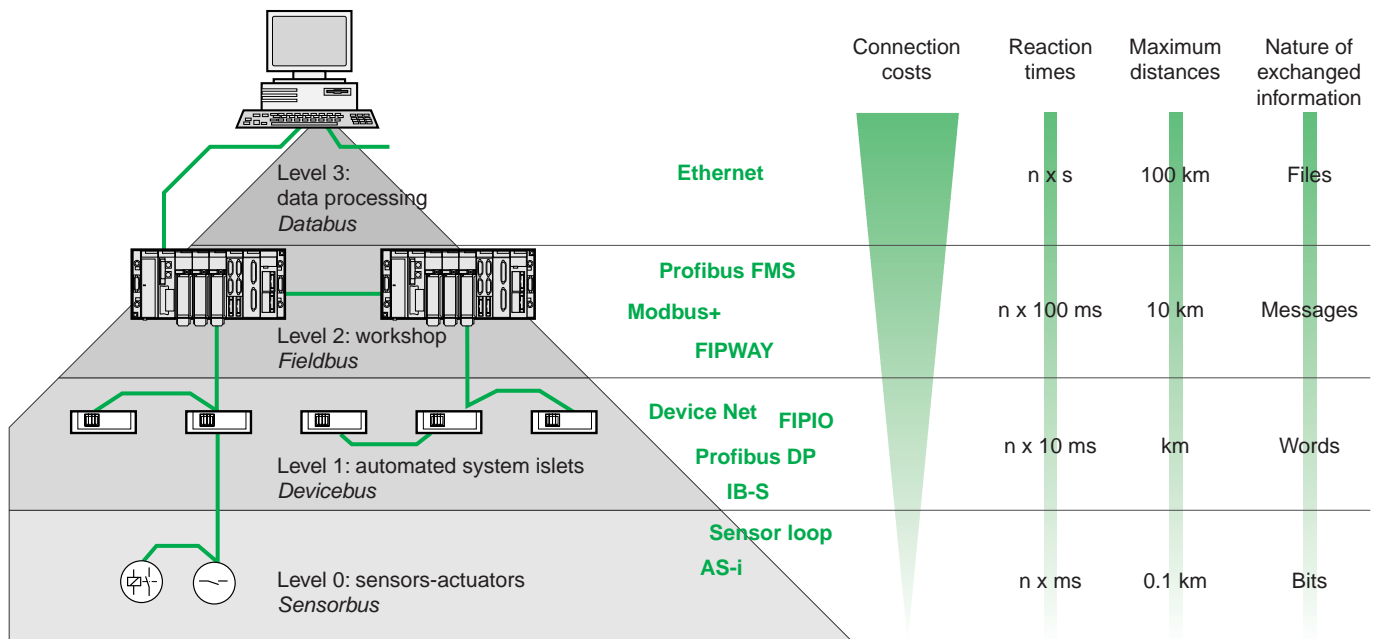 Connection
costs
Reaction
times
Maximum
distances
Nature of
exchanged
information
Level 3:
data processing
Databus
Ethernet
n x s
100 km
Files
Level 2: workshop
Fieldbus
Profibus FMS
Modbus+
FIPWAY
n x 100 ms
10 km
Messages
Level 1: automated system islets
Devicebus
Device Net
FIPIO
Profibus DP
IB-S
n x 10 ms
km
Words
Level 0: sensors-actuators
Sensorbus
Sensor loop
AS-i
n x ms
0.1 km
Bits